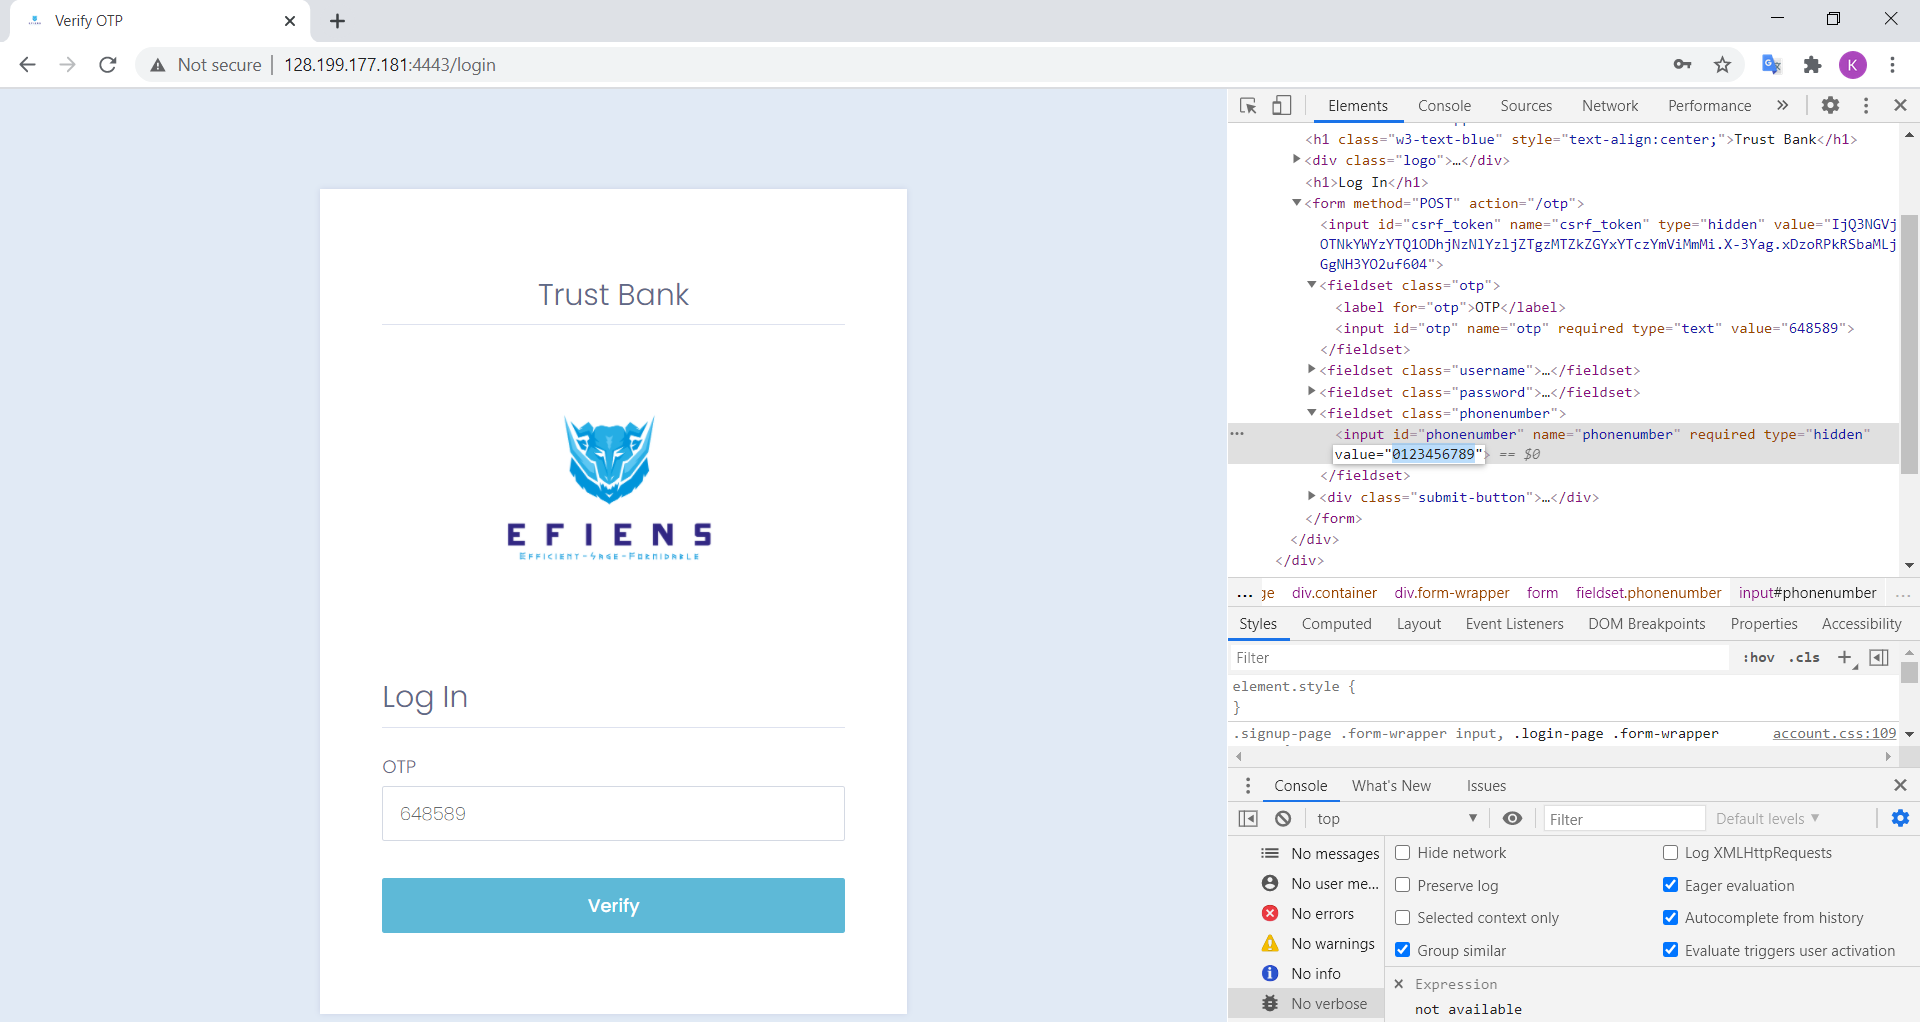 Verify OTP
Not secure | 128.199.177.181:4443/login
K
Trust Bank
EFIENS
EFFICIENT-SAGE-FORMIDABLE
Log In
OTP
648589
Verify
Elements Console Sources Network Performance »
<h1 class="w3-text-blue" style="text-align:center;">Trust Bank</h1>
<div class="logo">…</div>
<h1>Log In</h1>
<form method="POST" action="/otp">
<input id="csrf_token" name="csrf_token" type="hidden" value="IjQ3NGVj
OTNkYWYzYTQ1ODhjNzNlYzljZTgzMTZkZGYxYTczYmViMmMi.X-3Yag.xDzoRPkRSbaMLj
GgNH3YO2uf604">
<fieldset class="otp">
<label for="otp">OTP</label>
<input id="otp" name="otp" required type="text" value="648589">
</fieldset>
<fieldset class="username">…</fieldset>
<fieldset class="password">…</fieldset>
<fieldset class="phonenumber">
<input id="phonenumber" name="phonenumber" required type="hidden"
value="0123456789"> == $0
</fieldset>
<div class="submit-button">…</div>
</form>
</div>
</div>
... ge div.container div.form-wrapper form fieldset.phonenumber input#phonenumber ...
Styles Computed Layout Event Listeners DOM Breakpoints Properties Accessibility
Filter :hov .cls +
element.style {
}
.signup-page .form-wrapper input, .login-page .form-wrapper account.css:109
Console What's New Issues
top Filter Default levels
No messages
No user me...
No errors
No warnings
No info
No verbose
Hide network
Preserve log
Selected context only
Group similar
Log XMLHttpRequests
Eager evaluation
Autocomplete from history
Evaluate triggers user activation
Expression
not available